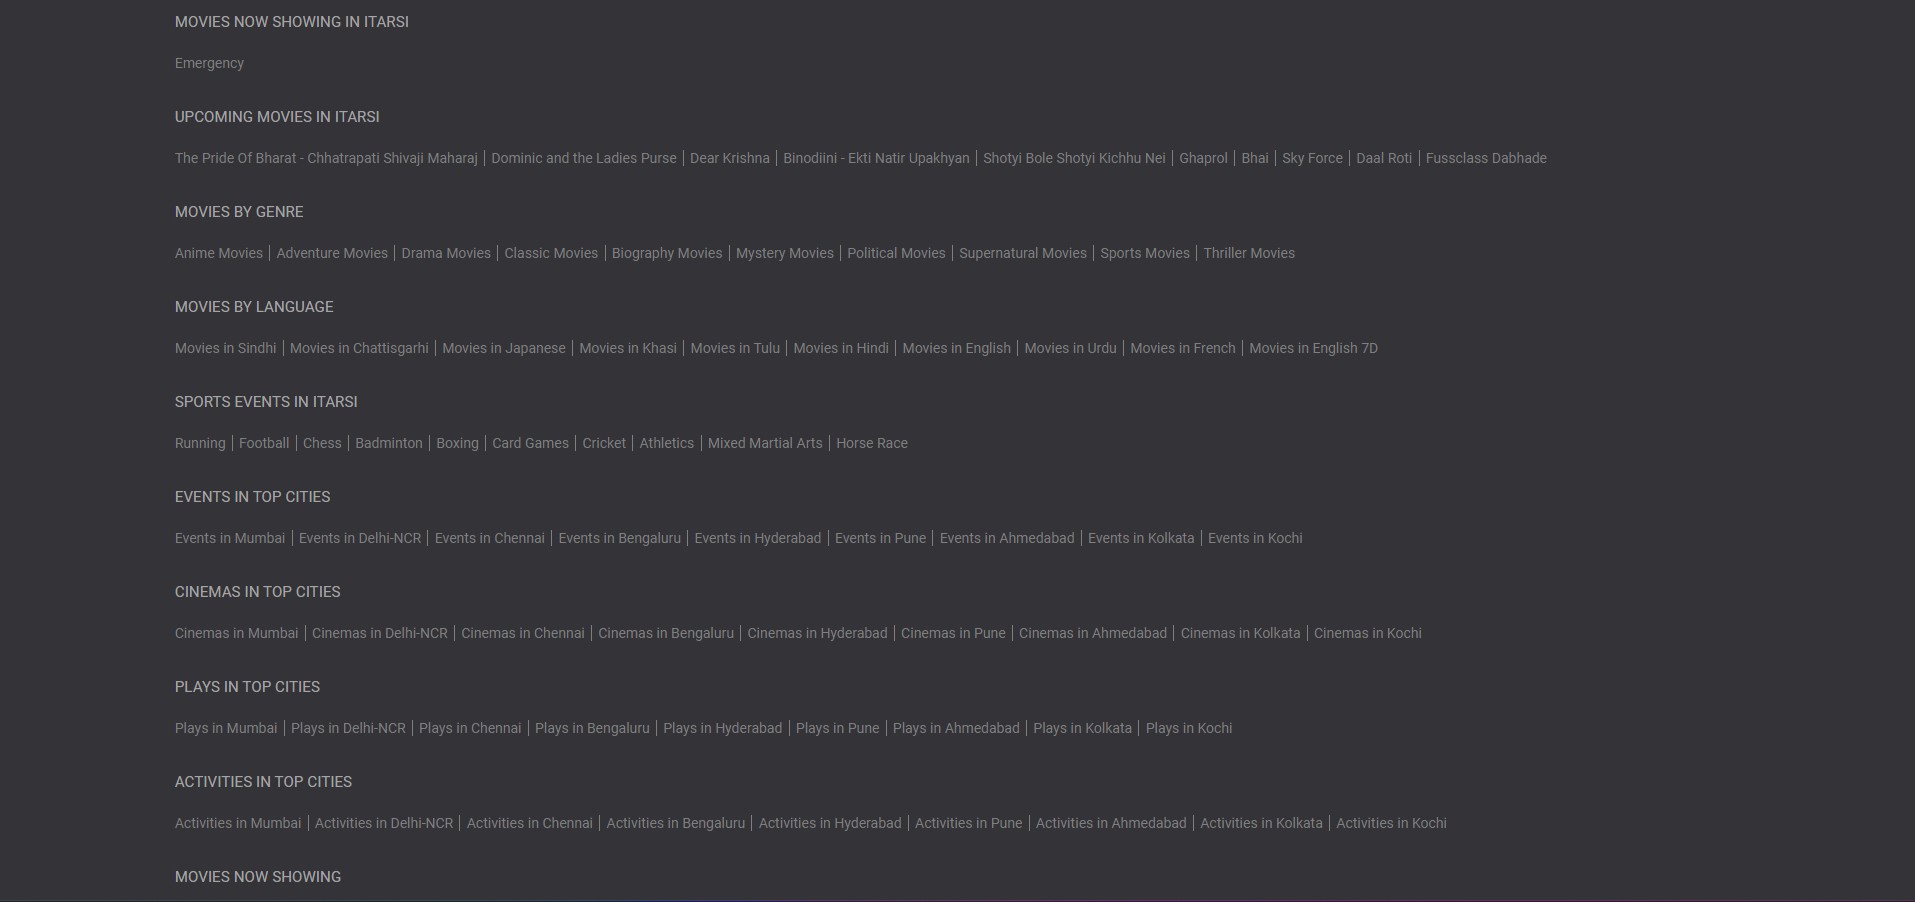 MOVIES NOW SHOWING IN ITARSI
Emergency
UPCOMING MOVIES IN ITARSI
The Pride Of Bharat - Chhatrapati Shivaji Maharaj | Dominic and the Ladies Purse | Dear Krishna | Binodiini - Ekti Natir Upakhyan | Shotyi Bole Shotyi Kichhu Nei | Ghaprol | Bhai | Sky Force | Daal Roti | Fussclass Dabhade
MOVIES BY GENRE
Anime Movies | Adventure Movies | Drama Movies | Classic Movies | Biography Movies | Mystery Movies | Political Movies | Supernatural Movies | Sports Movies | Thriller Movies
MOVIES BY LANGUAGE
Movies in Sindhi | Movies in Chattisgarhi | Movies in Japanese | Movies in Khasi | Movies in Tulu | Movies in Hindi | Movies in English | Movies in Urdu | Movies in French | Movies in English 7D
SPORTS EVENTS IN ITARSI
Running | Football | Chess | Badminton | Boxing | Card Games | Cricket | Athletics | Mixed Martial Arts | Horse Race
EVENTS IN TOP CITIES
Events in Mumbai | Events in Delhi-NCR | Events in Chennai | Events in Bengaluru | Events in Hyderabad | Events in Pune | Events in Ahmedabad | Events in Kolkata | Events in Kochi
CINEMAS IN TOP CITIES
Cinemas in Mumbai | Cinemas in Delhi-NCR | Cinemas in Chennai | Cinemas in Bengaluru | Cinemas in Hyderabad | Cinemas in Pune | Cinemas in Ahmedabad | Cinemas in Kolkata | Cinemas in Kochi
PLAYS IN TOP CITIES
Plays in Mumbai | Plays in Delhi-NCR | Plays in Chennai | Plays in Bengaluru | Plays in Hyderabad | Plays in Pune | Plays in Ahmedabad | Plays in Kolkata | Plays in Kochi
ACTIVITIES IN TOP CITIES
Activities in Mumbai | Activities in Delhi-NCR | Activities in Chennai | Activities in Bengaluru | Activities in Hyderabad | Activities in Pune | Activities in Ahmedabad | Activities in Kolkata | Activities in Kochi
MOVIES NOW SHOWING